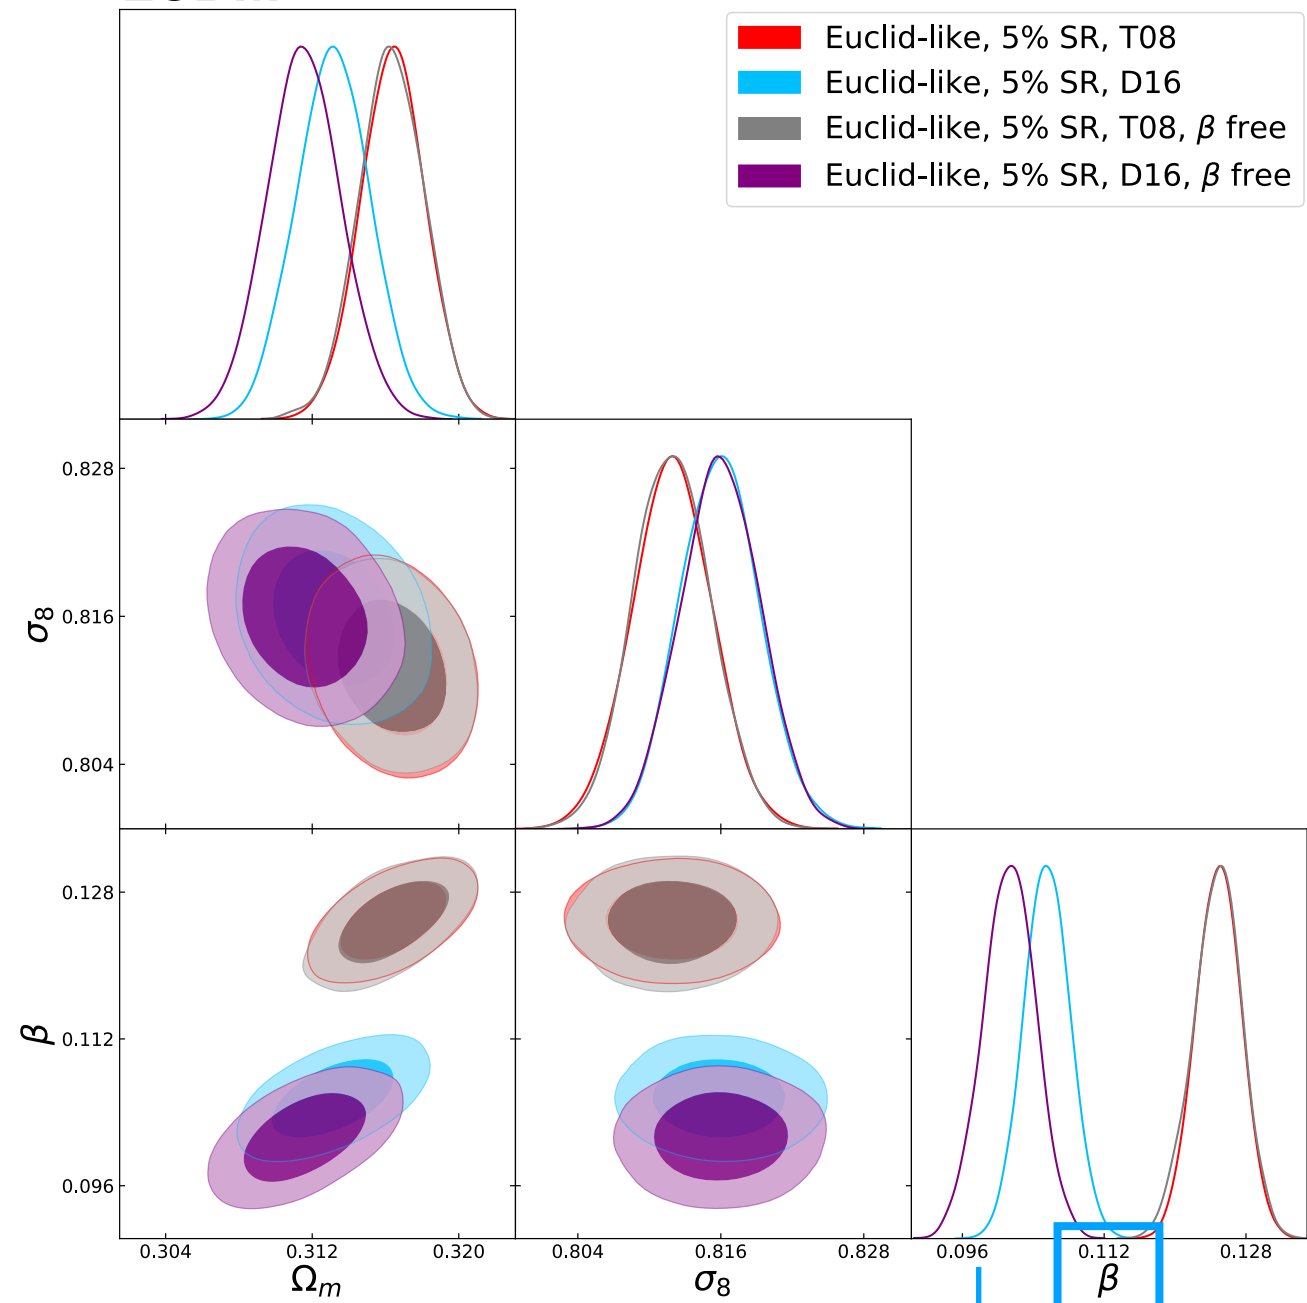 Euclid-like, 5% SR, T08
Euclid-like, 5% SR, D16
Euclid-like, 5% SR, T08, β free
Euclid-like, 5% SR, D16, β free
0.828
0.816
0.804
σ₈
0.128
0.112
0.096
β
0.304 0.312 0.320 0.804 0.816 0.828 0.096 0.112 0.128
Ωₘ σ₈ β